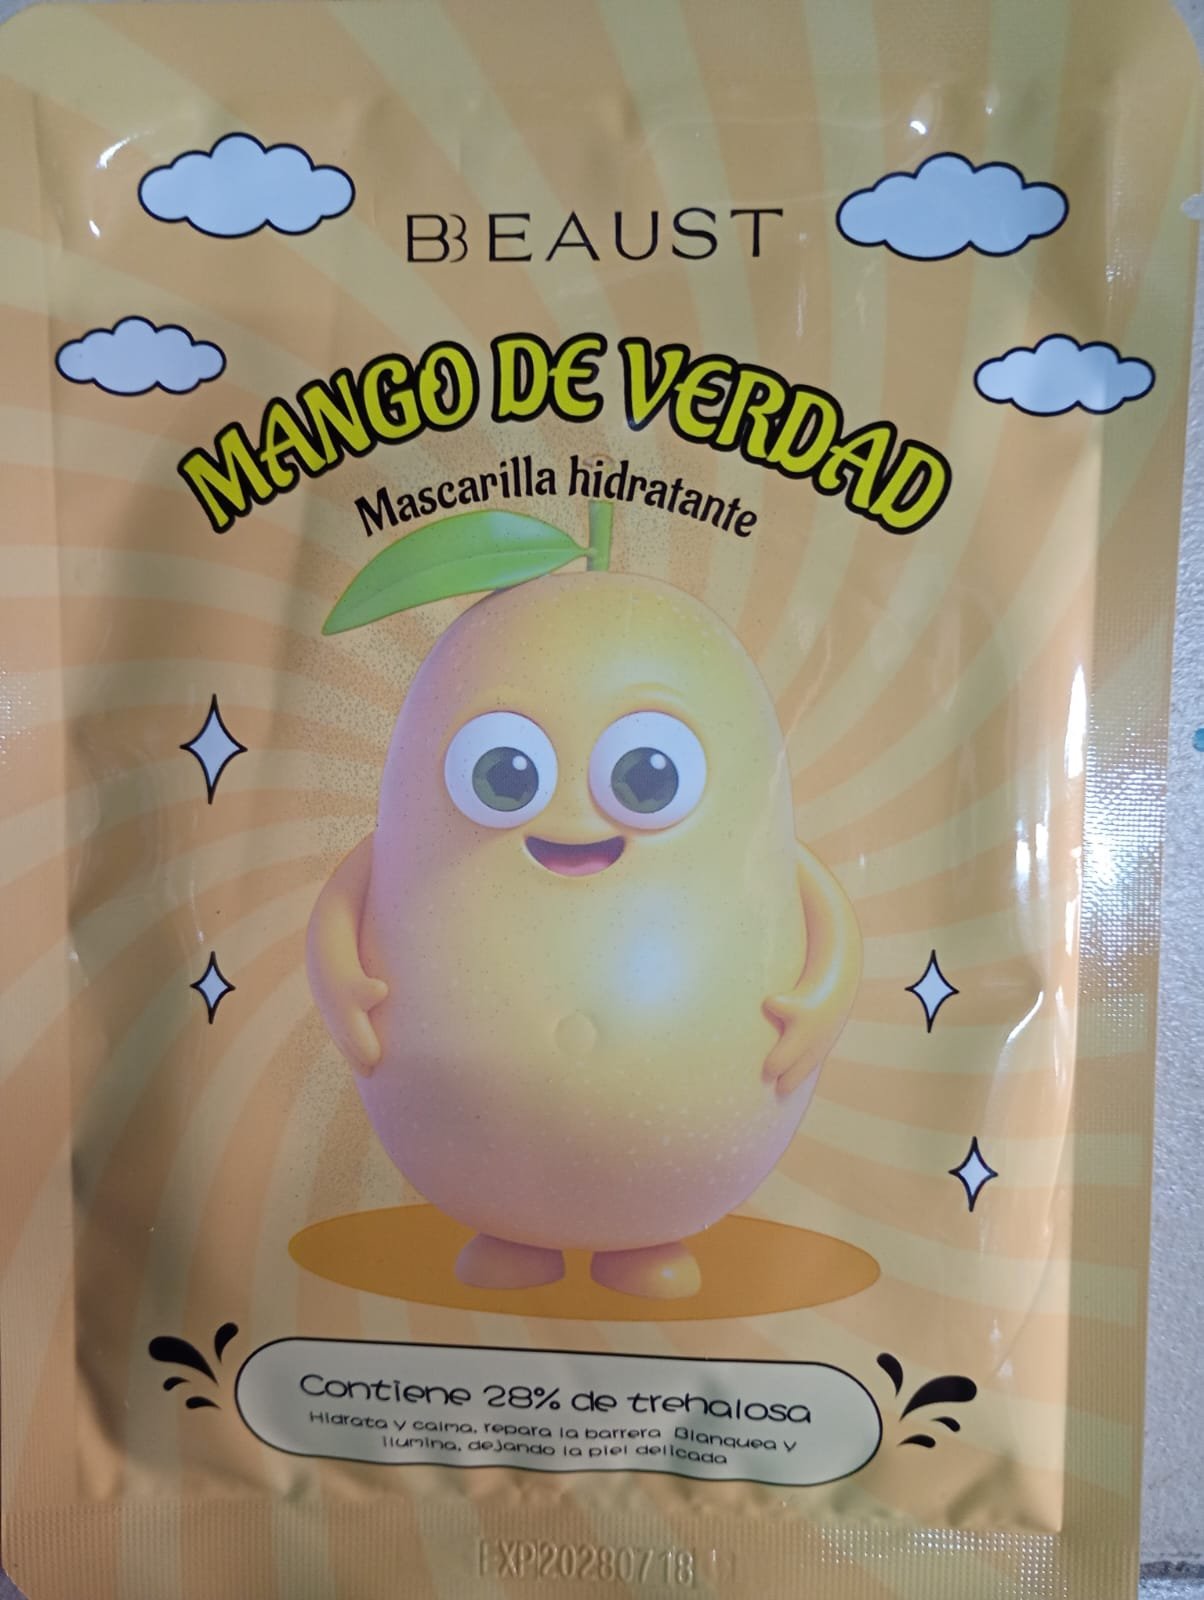 BEAUST
MANGO DE VERDAD
Mascarilla hidratante
Contiene 28% de trehalosa
Hidrata y calma, repara la barrera Blanquea y
ilumina, dejando la piel delicada
EXP20280718